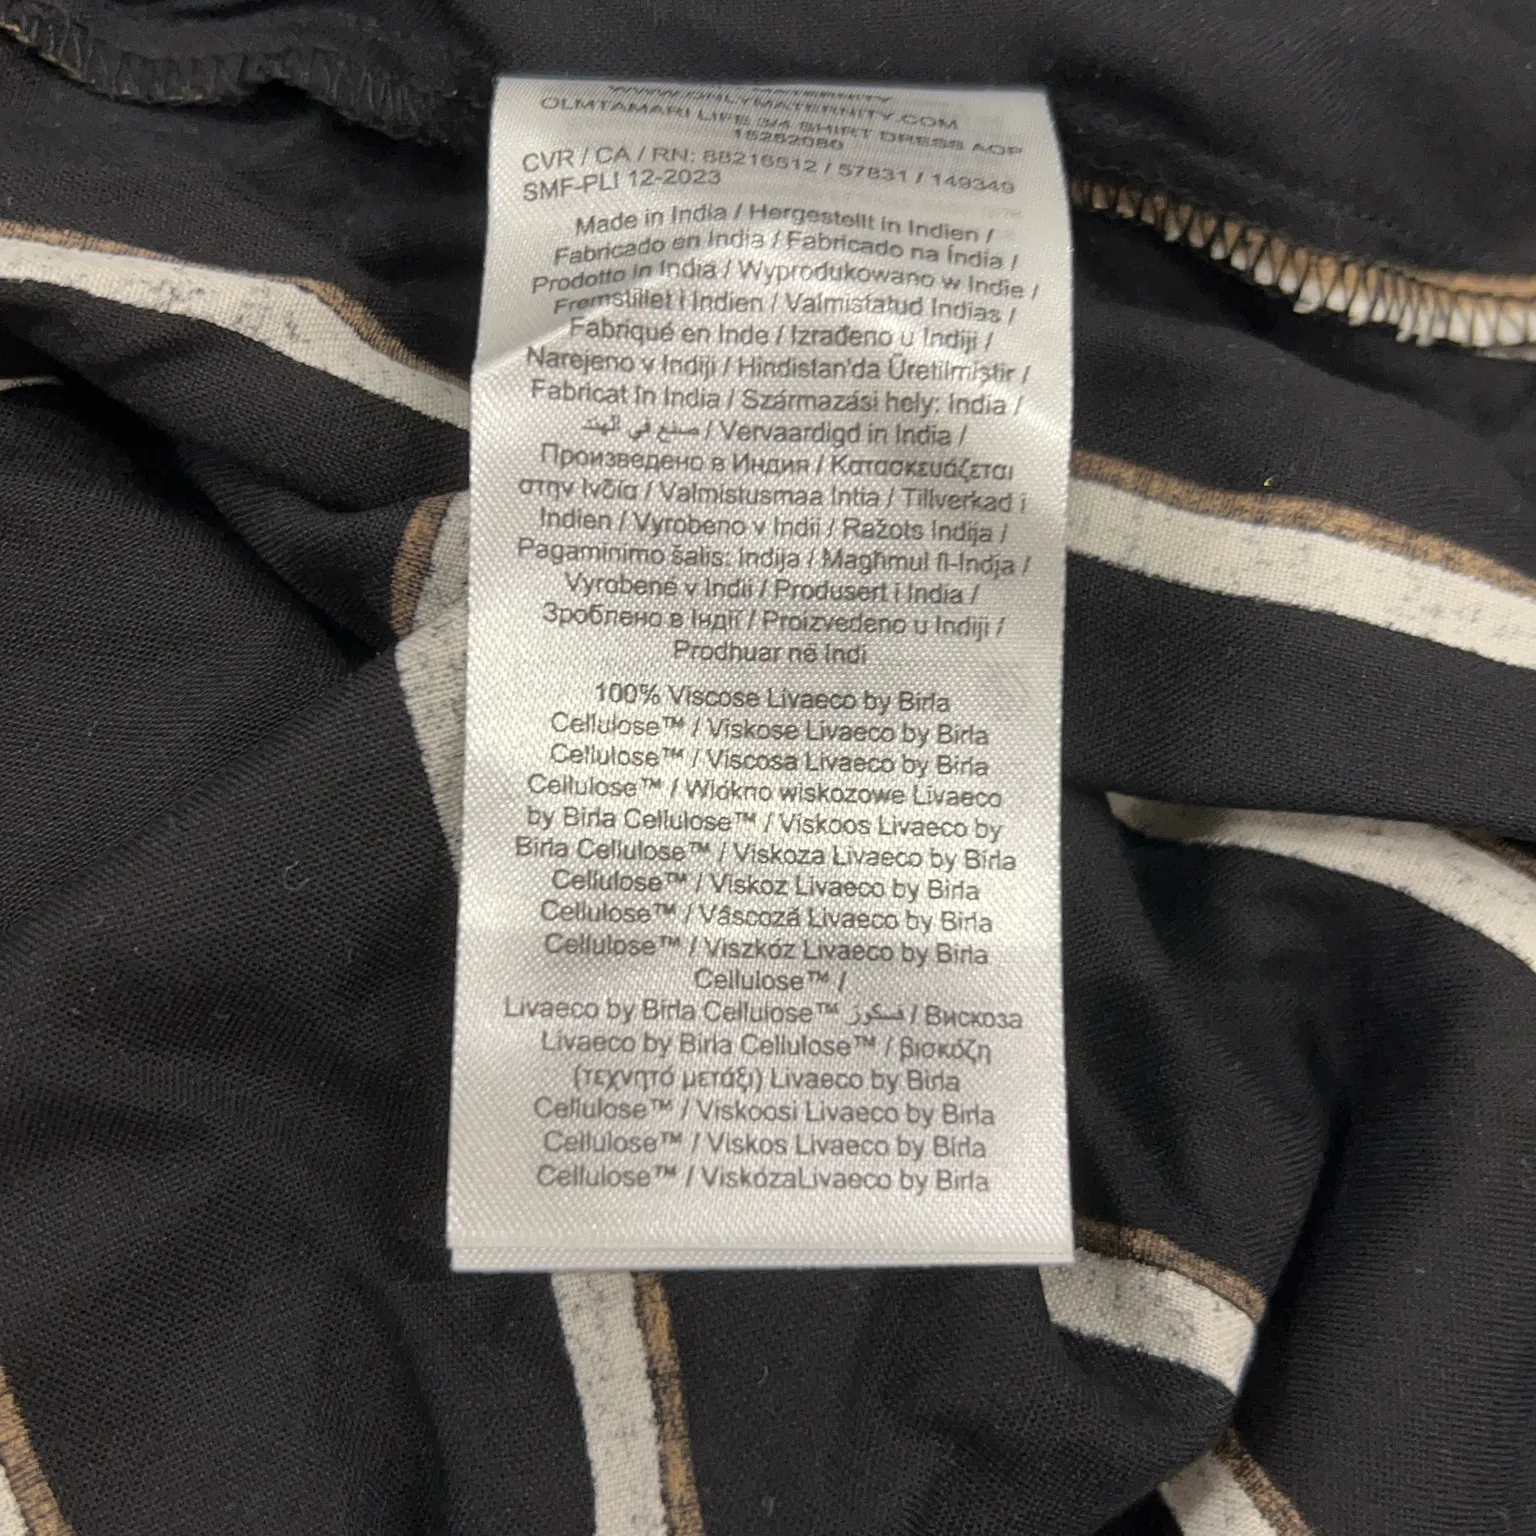 MATERNITY
WWW.ONLYMATERNITY.COM
OLMTAMARI LIFE 3/4 SHIRT DRESS AOP
15252080
CVR / CA / RN: 88216512 / 57831 / 149349
SMF-PLI 12-2023
Made in India / Hergestellt in Indien /
Fabricado en India / Fabricado na Índia /
Prodotto in India / Wyprodukowano w Indie /
Fremstillet i Indien / Valmistatud Indias /
Fabriqué en Inde / Izrađeno u Indiji /
Narejeno v Indiji / Hindistan'da Üretilmiştir /
Fabricat în India / Származási hely: India /
صنع في الهند / Vervaardigd in India /
Произведено в Индия / Κατασκευάζεται
στην Ινδία / Valmistusmaa Intia / Tillverkad i
Indien / Vyrobeno v Indii / Ražots Indija /
Pagaminimo šalis: Indija / Magħmul fl-Indja /
Vyrobené v Indii / Produsert i India /
Зроблено в Індії / Proizvedeno u Indiji /
Prodhuar në Indi
100% Viscose Livaeco by Birla
Cellulose™ / Viskose Livaeco by Birla
Cellulose™ / Viscosa Livaeco by Birla
Cellulose™ / Włókno wiskozowe Livaeco
by Birla Cellulose™ / Viskoos Livaeco by
Birla Cellulose™ / Viskoza Livaeco by Birla
Cellulose™ / Viskoz Livaeco by Birla
Cellulose™ / Vâscoză Livaeco by Birla
Cellulose™ / Viszkóz Livaeco by Birla
Cellulose™ /
Livaeco by Birla Cellulose™ فسكوز / Вискоза
Livaeco by Birla Cellulose™ / βισκόζη
(τεχνητό μετάξι) Livaeco by Birla
Cellulose™ / Viskoosi Livaeco by Birla
Cellulose™ / Viskos Livaeco by Birla
Cellulose™ / ViskózaLivaeco by Birla